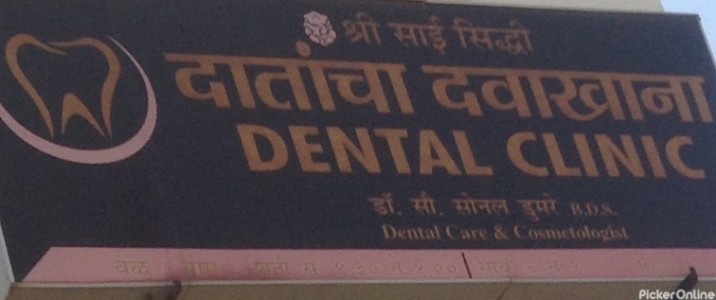 श्री साई सिद्धी
दातांचा दवाखाना
DENTAL CLINIC
डॉ. सौ. सोनल डुमरे B.D.S.
Dental Care & Cosmetologist
PickerOnline